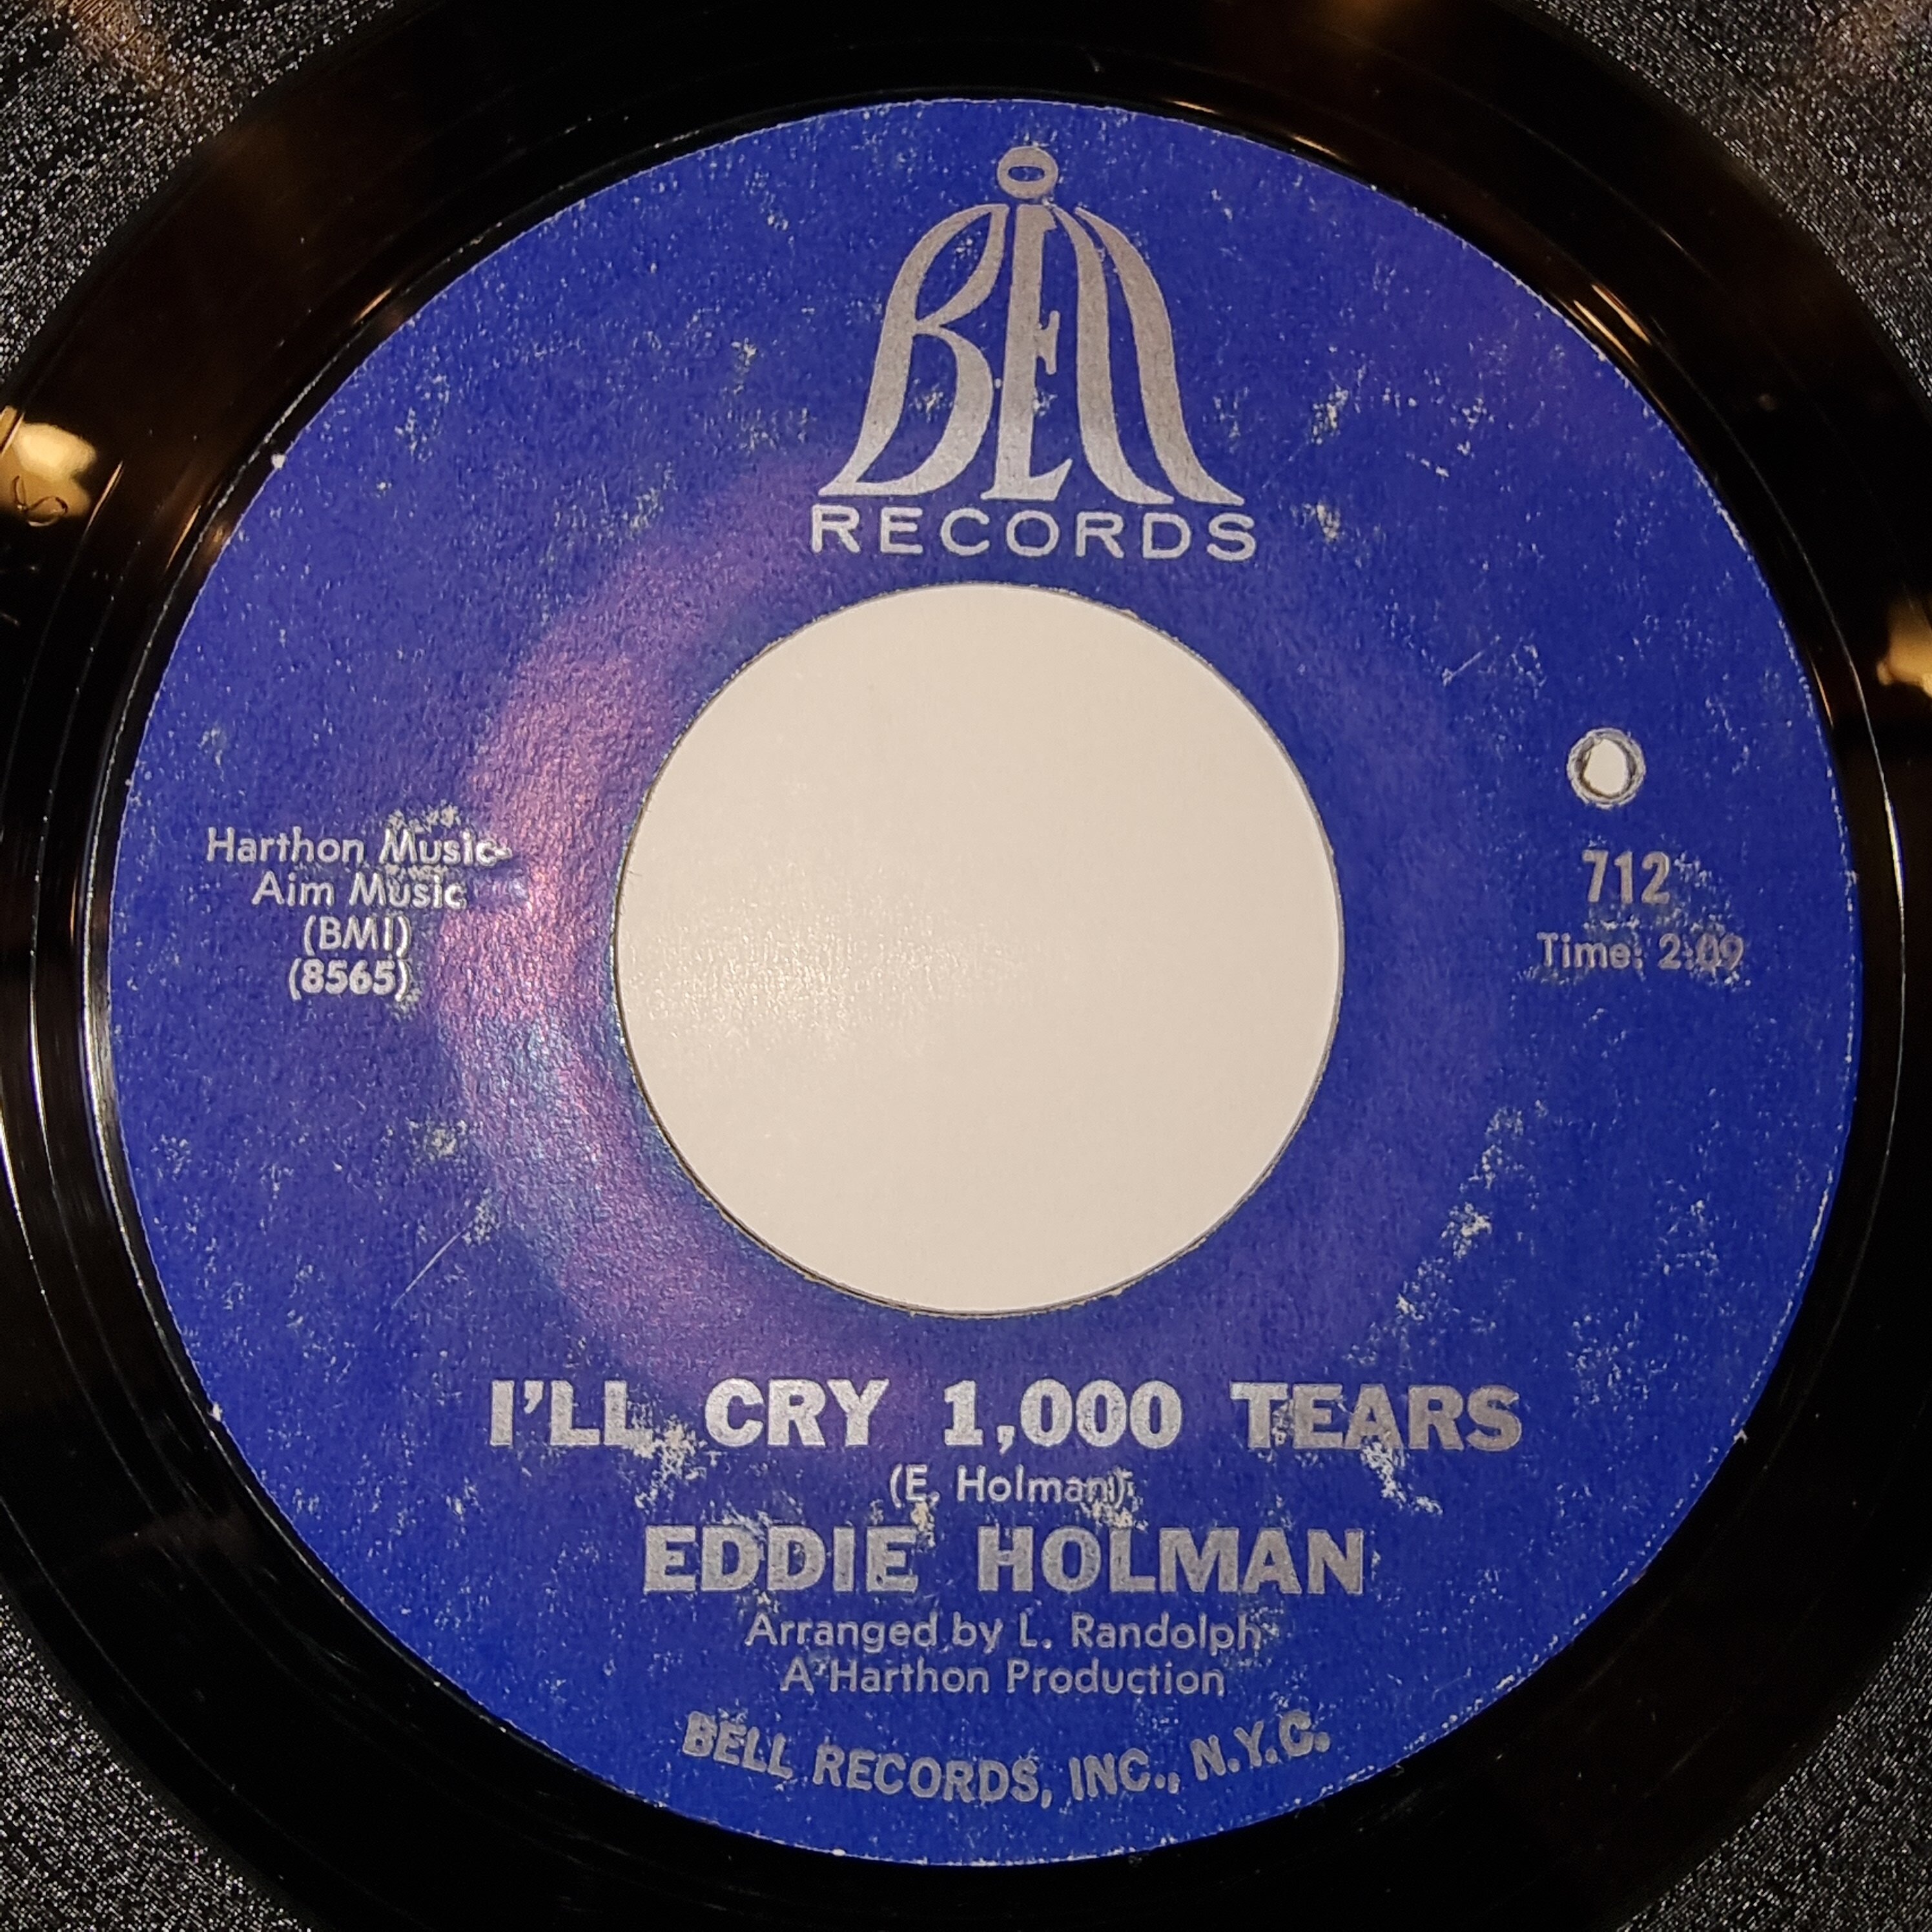 BELL
RECORDS
Harthon Music-
Aim Music
(BMI)
(8565)
712
Time: 2:09
I'LL CRY 1,000 TEARS
(E. Holman)
EDDIE HOLMAN
Arranged by L. Randolph
A Harthon Production
BELL RECORDS, INC., N.Y.C.